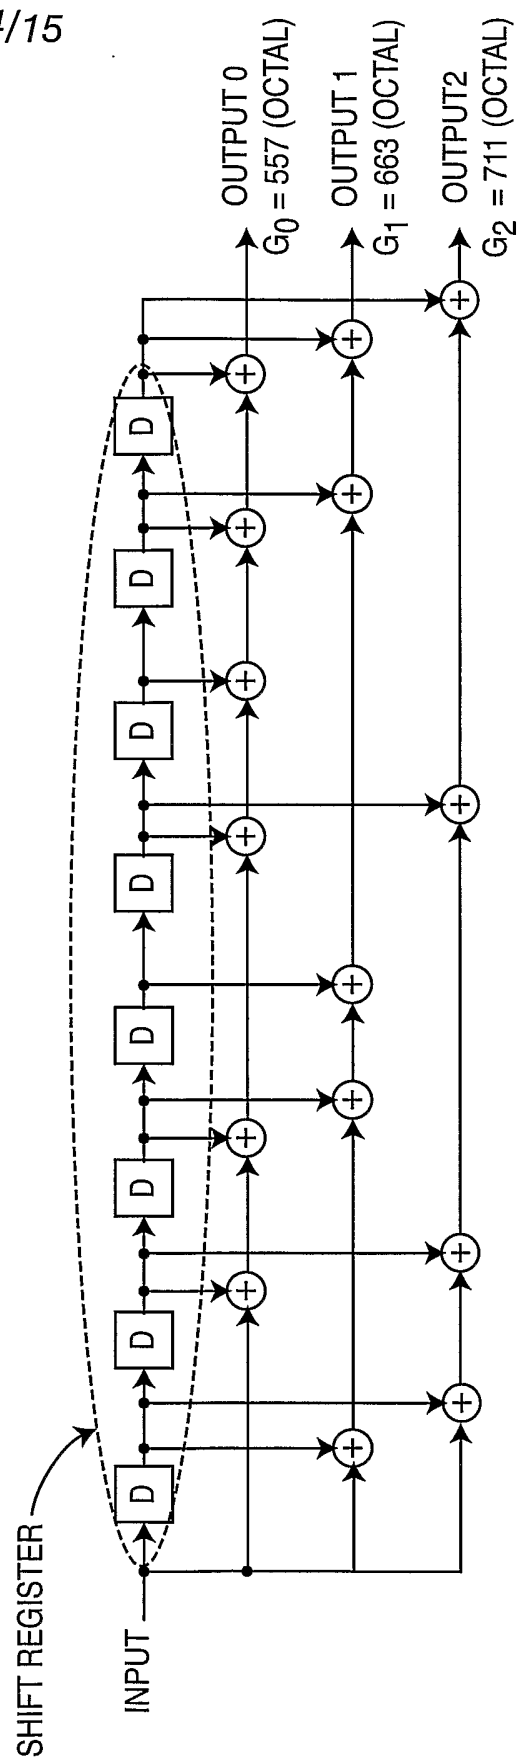 4/15
SHIFT REGISTER
INPUT
D
D
D
D
D
D
D
D
OUTPUT 0
G0 = 557 (OCTAL)
OUTPUT 1
G1 = 663 (OCTAL)
OUTPUT2
G2 = 711 (OCTAL)